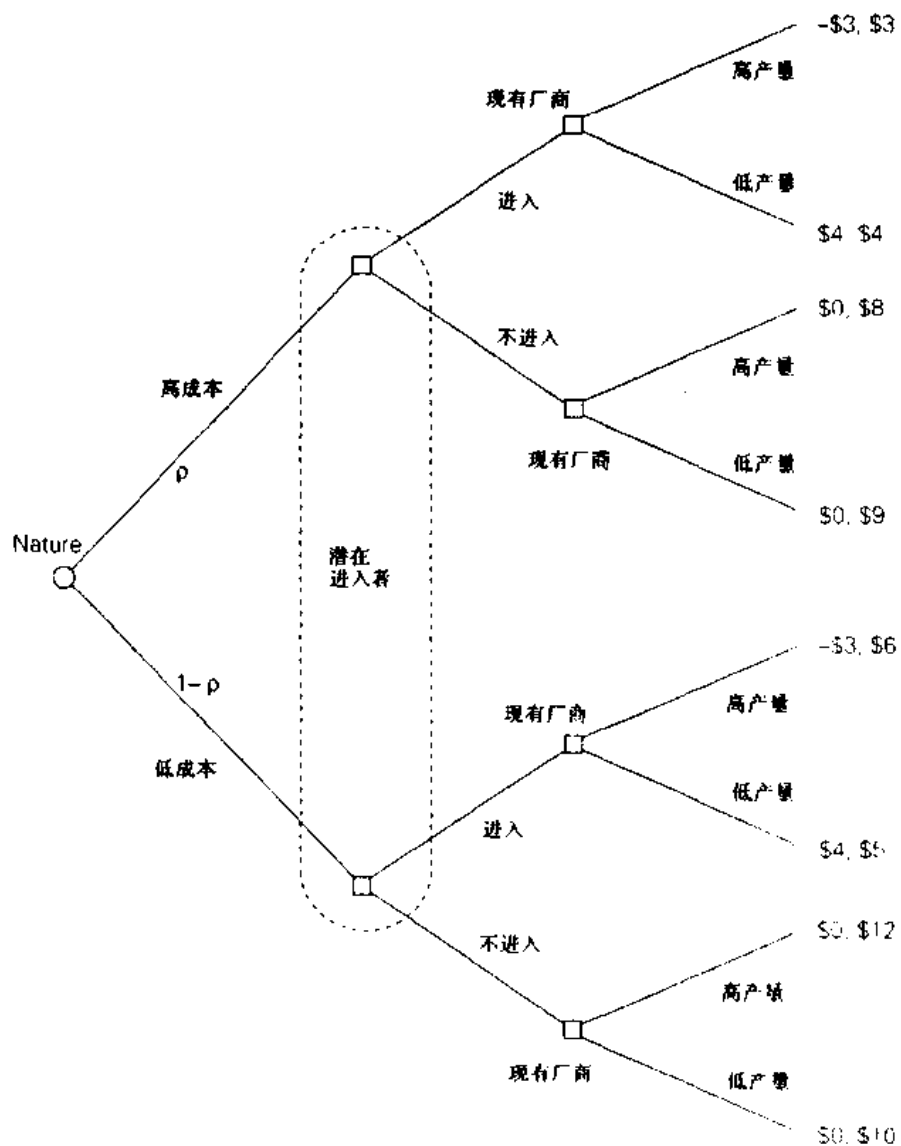 -$3, $3
高产量
现有厂商
低产量
进入
$4 $4
$0, $8
不进入
高产量
高成本
现有厂商
低产量
ρ
$0, $9
Nature
潜在
进入者
-$3, $6
1-ρ
高产量
现有厂商
低成本
低产量
进入
$4, $5
$0, $12
不进入
高产量
现有厂商
低产量
$0, $10